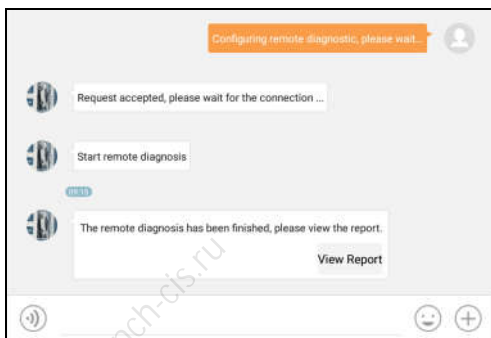 Configuring remote diagnostic, please wait...
Request accepted, please wait for the connection ...
Start remote diagnosis
The remote diagnosis has been finished, please view the report.
View Report